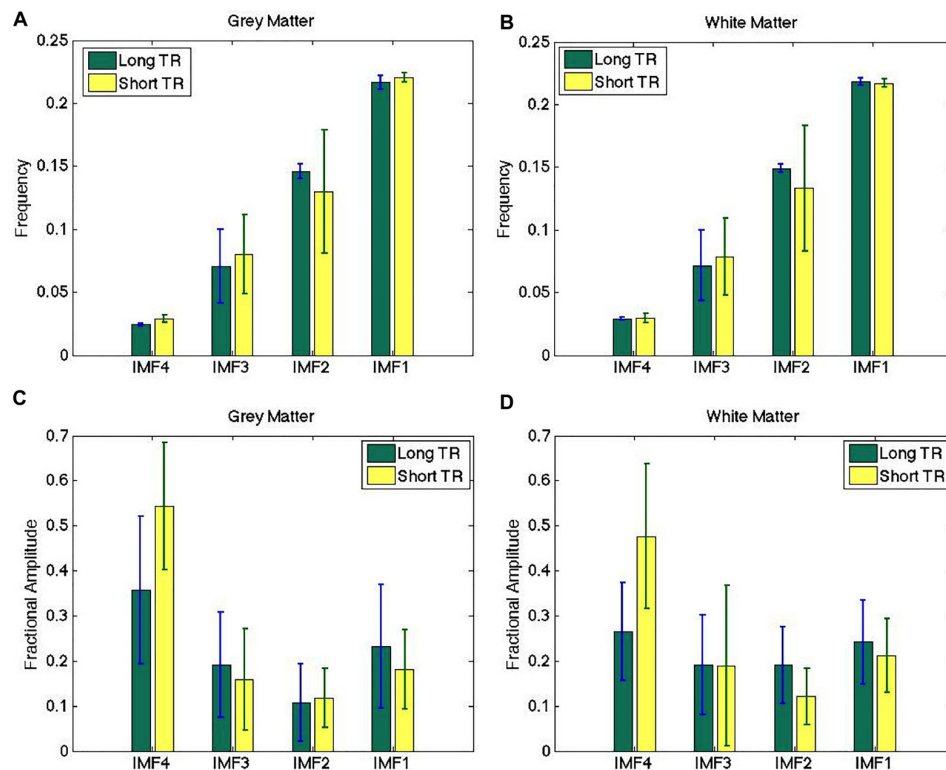 A
Grey Matter
0.25
0.2
0.15
0.1
0.05
0
Frequency
Long TR
Short TR
IMF4 IMF3 IMF2 IMF1
B
White Matter
0.25
0.2
0.15
0.1
0.05
0
Frequency
Long TR
Short TR
IMF4 IMF3 IMF2 IMF1
C
Grey Matter
0.7
0.6
0.5
0.4
0.3
0.2
0.1
0
Fractional Amplitude
Long TR
Short TR
IMF4 IMF3 IMF2 IMF1
D
White Matter
0.7
0.6
0.5
0.4
0.3
0.2
0.1
0
Fractional Amplitude
Long TR
Short TR
IMF4 IMF3 IMF2 IMF1